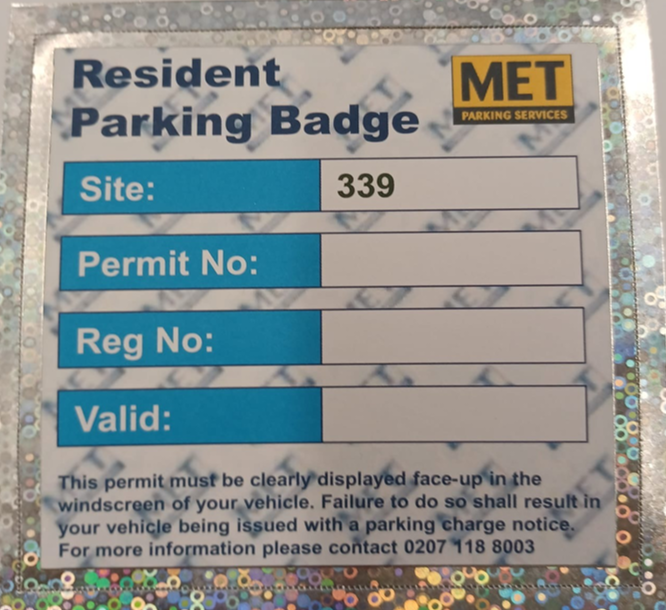 Resident
Parking Badge
MET
PARKING SERVICES
Site: 339
Permit No:
Reg No:
Valid:
This permit must be clearly displayed face-up in the
windscreen of your vehicle. Failure to do so shall result in
your vehicle being issued with a parking charge notice.
For more information please contact 0207 118 8003